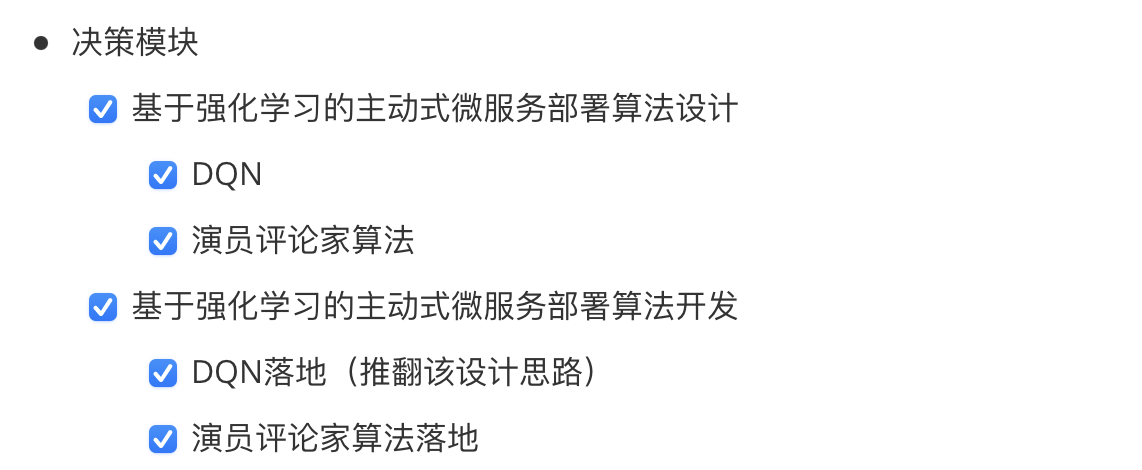 决策模块
基于强化学习的主动式微服务部署算法设计
DQN
演员评论家算法
基于强化学习的主动式微服务部署算法开发
DQN落地（推翻该设计思路）
演员评论家算法落地